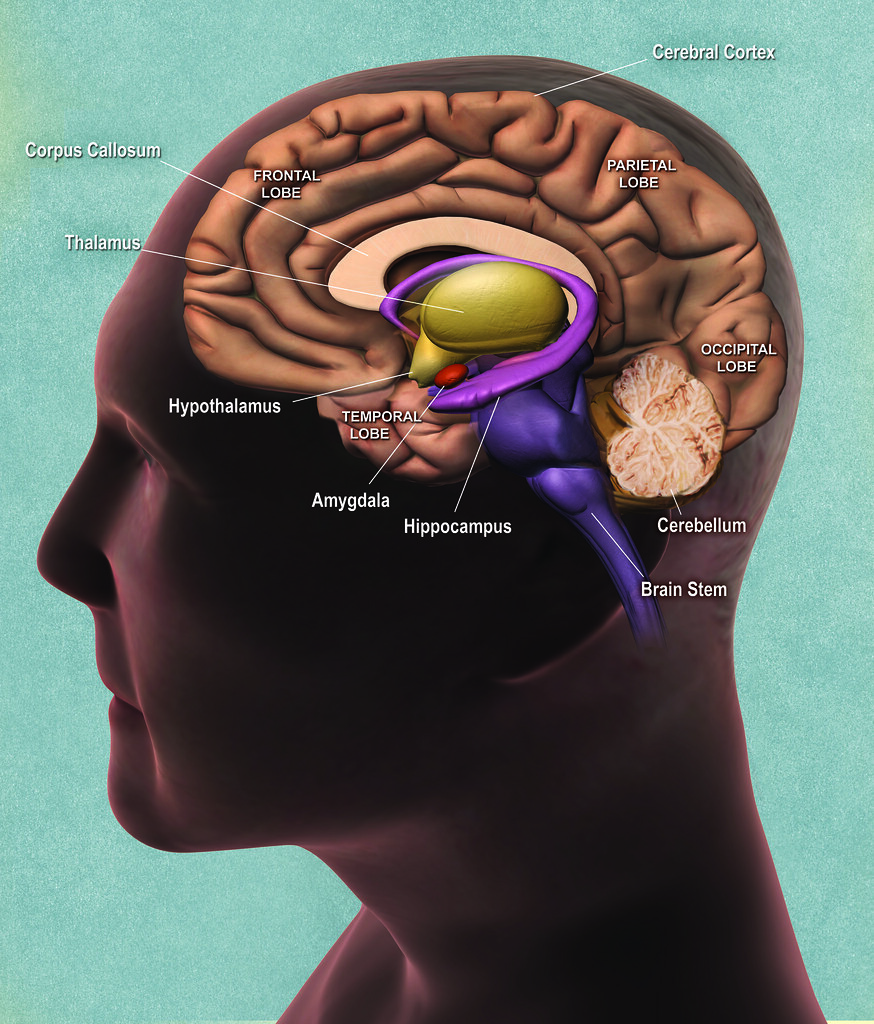 Cerebral Cortex
Corpus Callosum
FRONTAL
LOBE
PARIETAL
LOBE
Thalamus
OCCIPITAL
LOBE
Hypothalamus
TEMPORAL
LOBE
Amygdala
Hippocampus
Cerebellum
Brain Stem